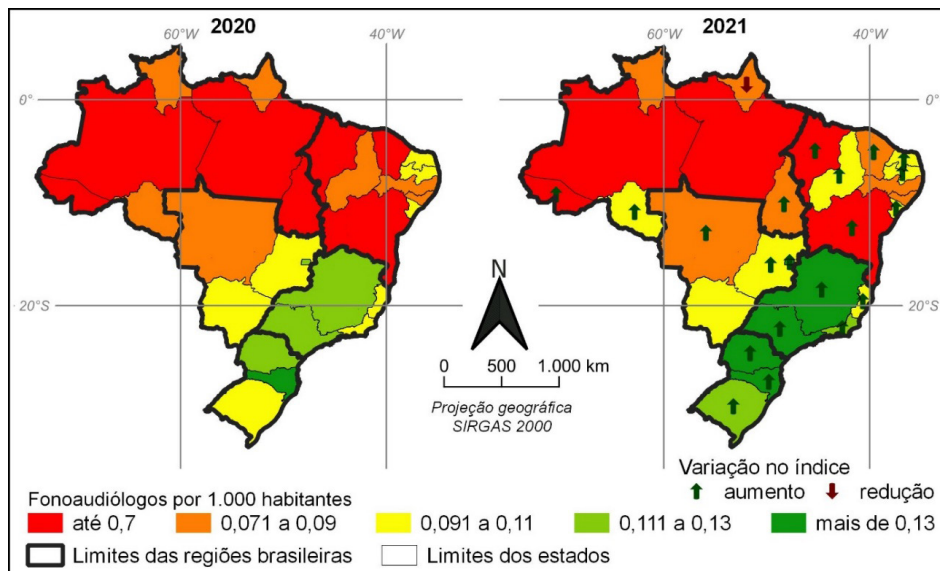 2020
2021
60°W
40°W
60°W
40°W
0°
0°
20°S
20°S
N
0 500 1.000 km
Projeção geográfica
SIRGAS 2000
Variação no índice
aumento redução
Fonoaudiólogos por 1.000 habitantes
até 0,7 0,071 a 0,09 0,091 a 0,11 0,111 a 0,13 mais de 0,13
Limites das regiões brasileiras Limites dos estados